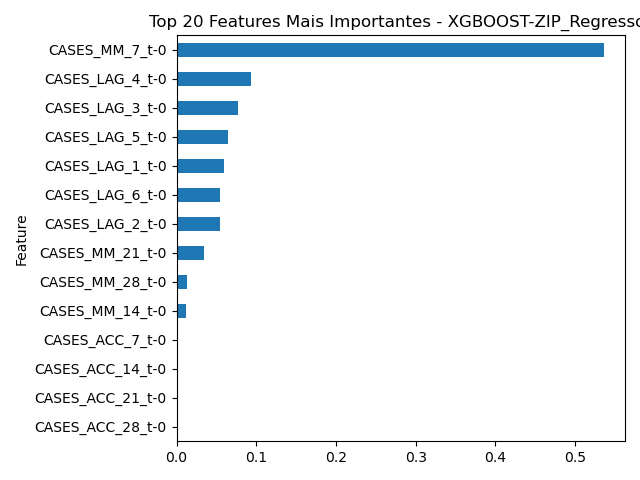 Top 20 Features Mais Importantes - XGBOOST-ZIP_Regresso
CASES_MM_7_t-0
CASES_LAG_4_t-0
CASES_LAG_3_t-0
CASES_LAG_5_t-0
CASES_LAG_1_t-0
CASES_LAG_6_t-0
CASES_LAG_2_t-0
CASES_MM_21_t-0
CASES_MM_28_t-0
CASES_MM_14_t-0
CASES_ACC_7_t-0
CASES_ACC_14_t-0
CASES_ACC_21_t-0
CASES_ACC_28_t-0
Feature
0.0 0.1 0.2 0.3 0.4 0.5